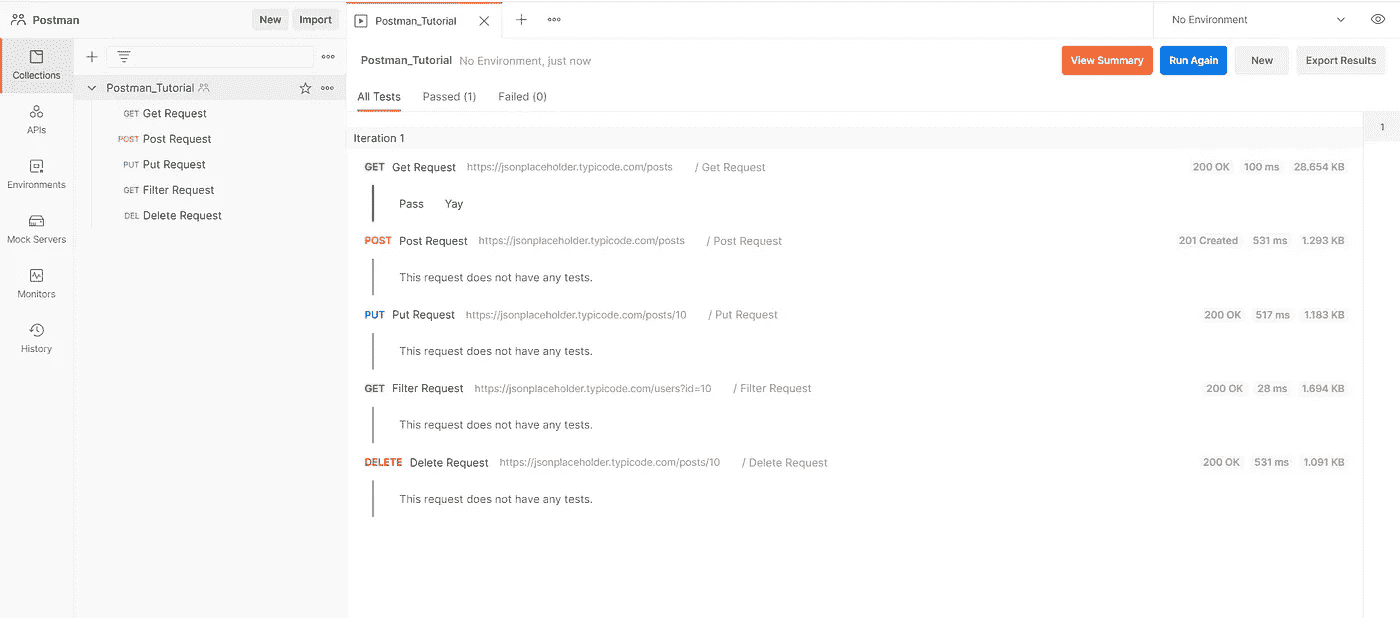 Postman
New
Import
Postman_Tutorial
No Environment
Collections
APIs
Environments
Mock Servers
Monitors
History
Postman_Tutorial
GET Get Request
POST Post Request
PUT Put Request
GET Filter Request
DEL Delete Request
Postman_Tutorial No Environment, just now
View Summary
Run Again
New
Export Results
All Tests Passed (1) Failed (0)
1
Iteration 1
GET Get Request https://jsonplaceholder.typicode.com/posts / Get Request 200 OK 100 ms 28.654 KB
Pass Yay
POST Post Request https://jsonplaceholder.typicode.com/posts / Post Request 201 Created 531 ms 1.293 KB
This request does not have any tests.
PUT Put Request https://jsonplaceholder.typicode.com/posts/10 / Put Request 200 OK 517 ms 1.183 KB
This request does not have any tests.
GET Filter Request https://jsonplaceholder.typicode.com/users?id=10 / Filter Request 200 OK 28 ms 1.694 KB
This request does not have any tests.
DELETE Delete Request https://jsonplaceholder.typicode.com/posts/10 / Delete Request 200 OK 531 ms 1.091 KB
This request does not have any tests.